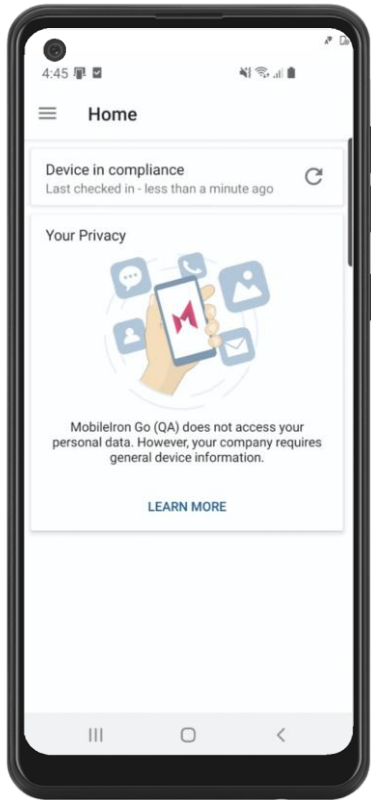 4:45
Home
Device in compliance
Last checked in - less than a minute ago
Your Privacy
MobileIron Go (QA) does not access your
personal data. However, your company requires
general device information.
LEARN MORE